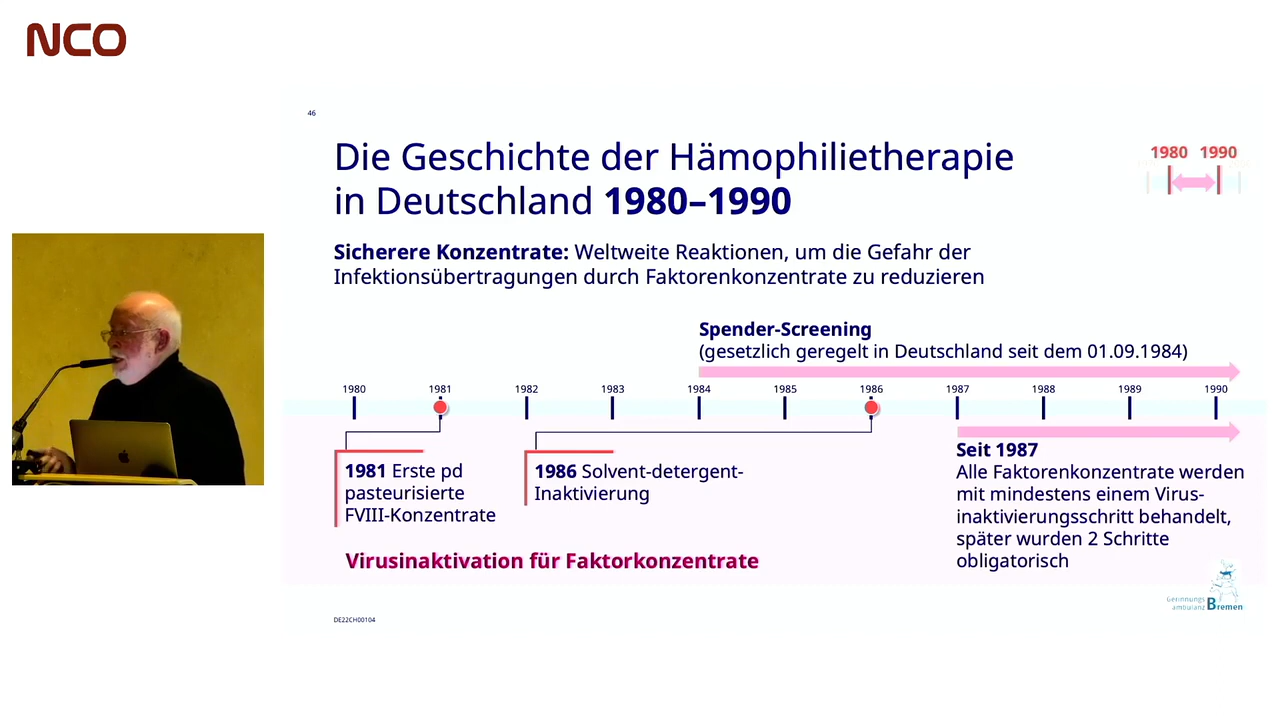 NCO
46
Die Geschichte der Hämophilietherapie
in Deutschland 1980–1990
1980 1990
Sicherere Konzentrate: Weltweite Reaktionen, um die Gefahr der
Infektionsübertragungen durch Faktorenkonzentrate zu reduzieren
Spender-Screening
(gesetzlich geregelt in Deutschland seit dem 01.09.1984)
1980 1981 1982 1983 1984 1985 1986 1987 1988 1989 1990
1981 Erste pd
pasteurisierte
FVIII-Konzentrate
1986 Solvent-detergent-
Inaktivierung
Seit 1987
Alle Faktorenkonzentrate werden
mit mindestens einem Virus-
inaktivierungsschritt behandelt,
später wurden 2 Schritte
obligatorisch
Virusinaktivation für Faktorkonzentrate
Gerinnungs
ambulanz Bremen
DE22CH00104